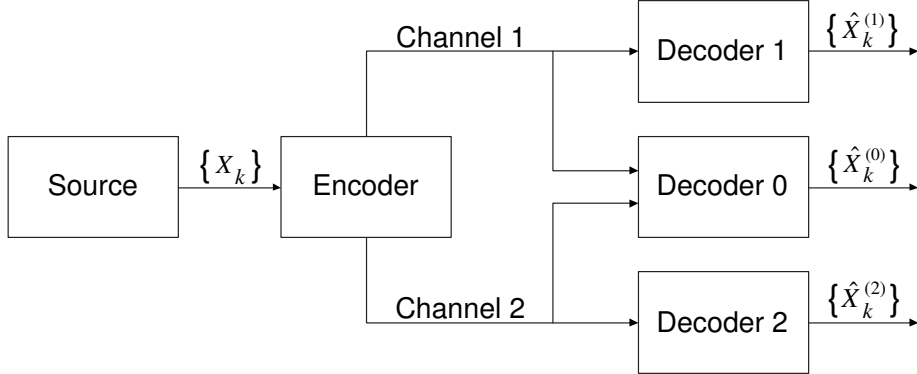 Channel 1
Decoder 1
{X̂_k^(1)}
Source
{X_k}
Encoder
Decoder 0
{X̂_k^(0)}
Channel 2
Decoder 2
{X̂_k^(2)}